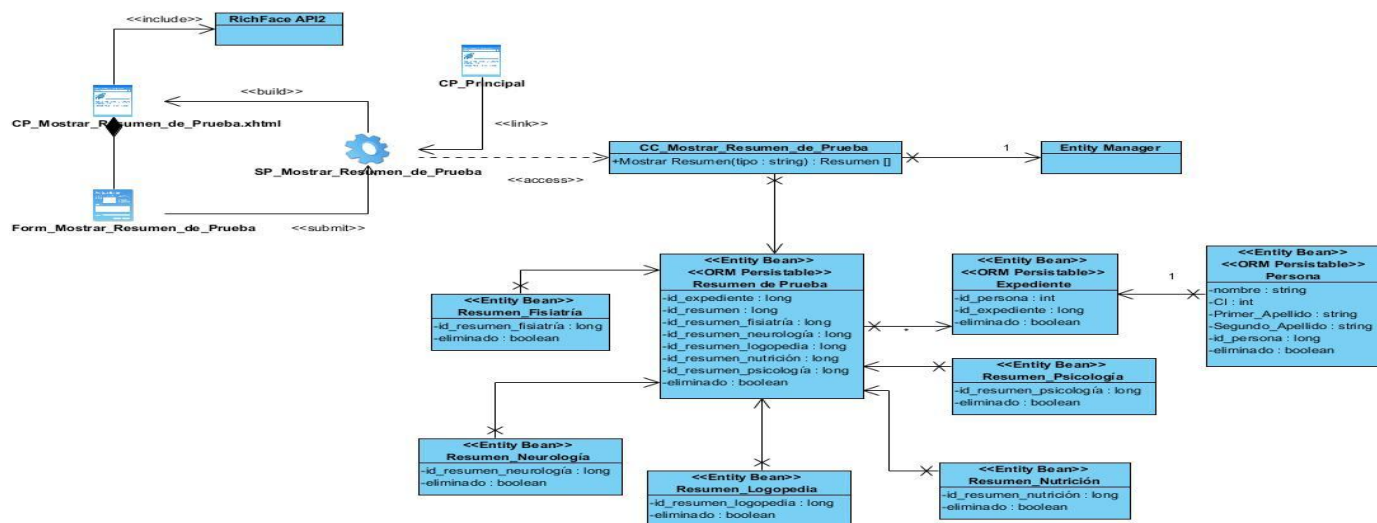 <<include>>
RichFace API2
CP_Principal
<<build>>
CP_Mostrar_Resumen_de_Prueba.xhtml
<<link>>
SP_Mostrar_Resumen_de_Prueba
<<access>>
Form_Mostrar_Resumen_de_Prueba
<<submit>>
CC_Mostrar_Resumen_de_Prueba
+Mostrar Resumen(tipo : string) : Resumen []
1
Entity Manager
<<Entity Bean>>
<<ORM Persistable>>
Resumen de Prueba
-id_expediente : long
-id_resumen : long
-id_resumen_fisiatría : long
-id_resumen_neurología : long
-id_resumen_logopedia : long
-id_resumen_nutrición : long
-id_resumen_psicología : long
-eliminado : boolean
<<Entity Bean>>
<<ORM Persistable>>
Expediente
-id_persona : int
-id_expediente : long
-eliminado : boolean
1
<<Entity Bean>>
<<ORM Persistable>>
Persona
-nombre : string
-CI : int
-Primer_Apellido : string
-Segundo_Apellido : string
-id_persona : long
-eliminado : boolean
<<Entity Bean>>
Resumen_Fisiatría
-id_resumen_fisiatría : long
-eliminado : boolean
*
<<Entity Bean>>
Resumen_Psicología
-id_resumen_psicología : long
-eliminado : boolean
<<Entity Bean>>
Resumen_Neurología
-id_resumen_neurología : long
-eliminado : boolean
<<Entity Bean>>
Resumen_Logopedia
-id_resumen_logopedia : long
-eliminado : boolean
<<Entity Bean>>
Resumen_Nutrición
-id_resumen_nutrición : long
-eliminado : boolean